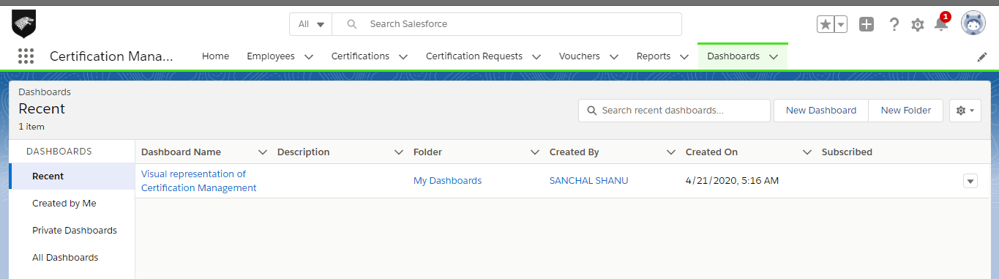 All Search Salesforce 1
Certification Mana... Home Employees Certifications Certification Requests Vouchers Reports Dashboards
Dashboards
Recent
1 item
Search recent dashboards... New Dashboard New Folder
DASHBOARDS
Recent
Created by Me
Private Dashboards
All Dashboards
Dashboard Name Description Folder Created By Created On Subscribed
Visual representation of
Certification Management
My Dashboards SANCHAL SHANU 4/21/2020, 5:16 AM